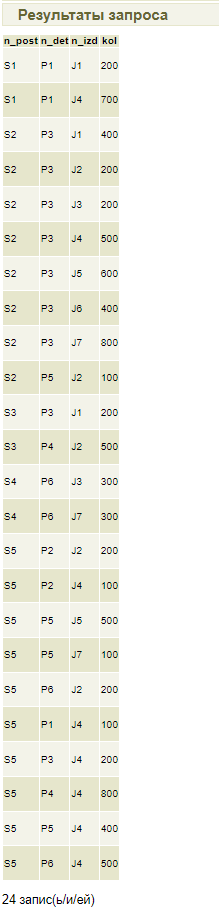 Результаты запроса
n_post n_det n_izd kol
S1 P1 J1 200
S1 P1 J4 700
S2 P3 J1 400
S2 P3 J2 200
S2 P3 J3 200
S2 P3 J4 500
S2 P3 J5 600
S2 P3 J6 400
S2 P3 J7 800
S2 P5 J2 100
S3 P3 J1 200
S3 P4 J2 500
S4 P6 J3 300
S4 P6 J7 300
S5 P2 J2 200
S5 P2 J4 100
S5 P5 J5 500
S5 P5 J7 100
S5 P6 J2 200
S5 P1 J4 100
S5 P3 J4 200
S5 P4 J4 800
S5 P5 J4 400
S5 P6 J4 500
24 запис(ь/и/ей)